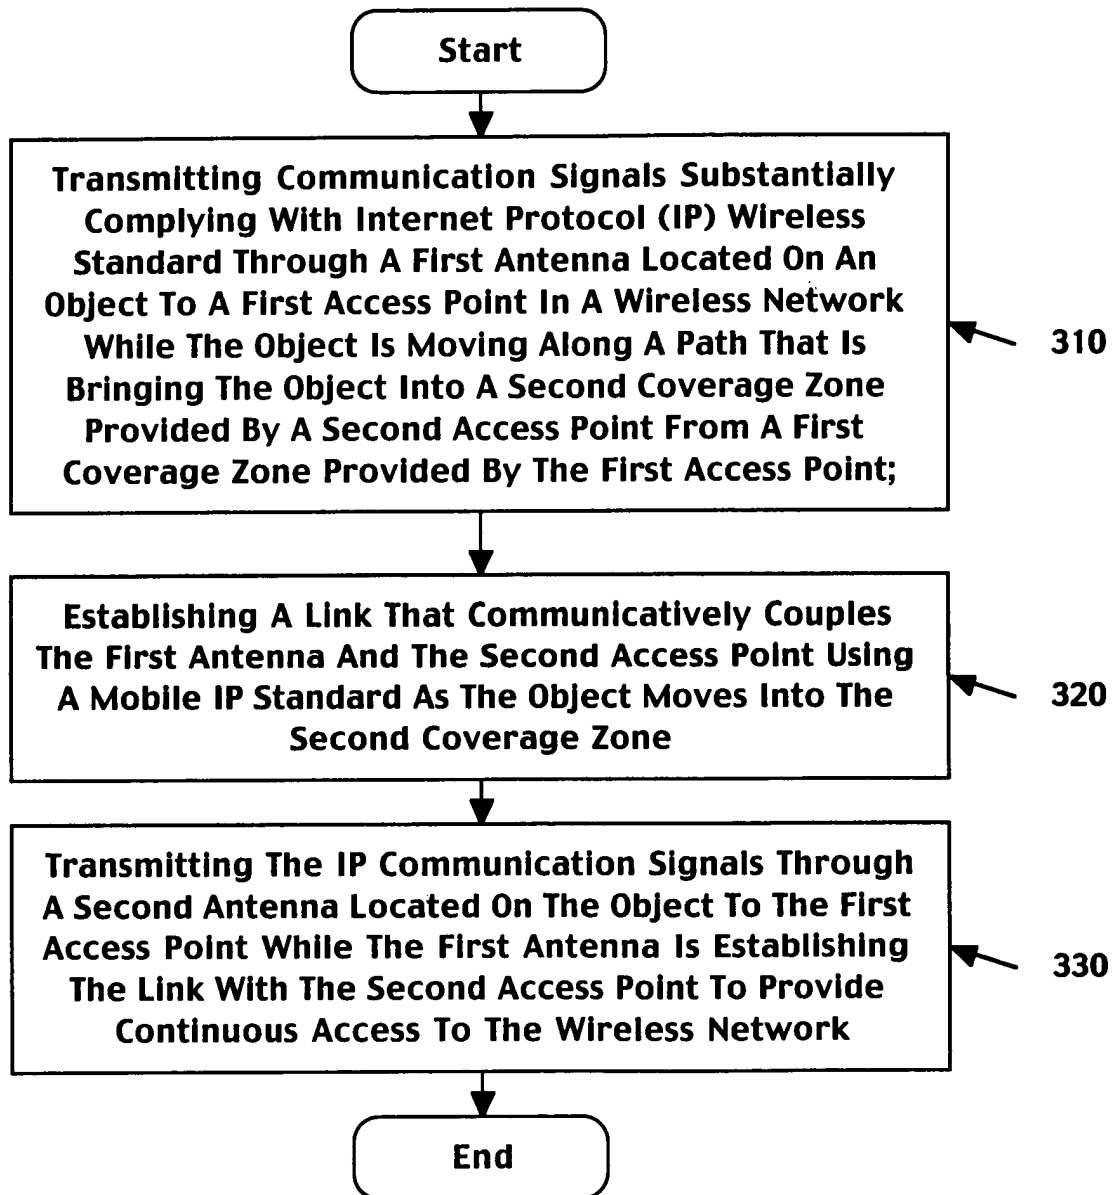 Start
Transmitting Communication Signals Substantially
Complying With Internet Protocol (IP) Wireless
Standard Through A First Antenna Located On An
Object To A First Access Point In A Wireless Network
While The Object Is Moving Along A Path That Is
Bringing The Object Into A Second Coverage Zone
Provided By A Second Access Point From A First
Coverage Zone Provided By The First Access Point;
310
Establishing A Link That Communicatively Couples
The First Antenna And The Second Access Point Using
A Mobile IP Standard As The Object Moves Into The
Second Coverage Zone
320
Transmitting The IP Communication Signals Through
A Second Antenna Located On The Object To The First
Access Point While The First Antenna Is Establishing
The Link With The Second Access Point To Provide
Continuous Access To The Wireless Network
330
End